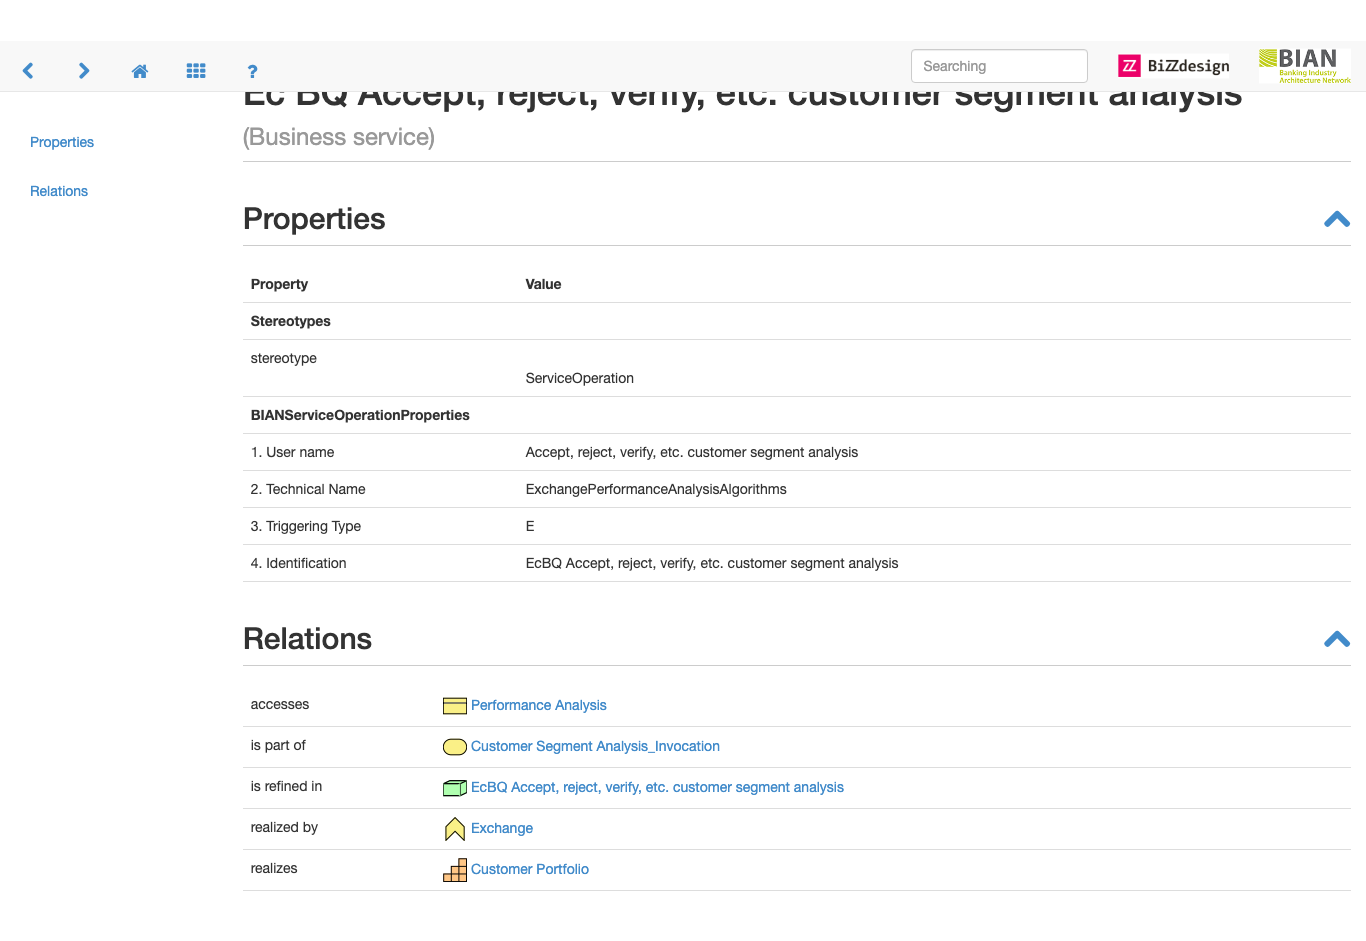 Searching
BiZZdesign
BIAN
Banking Industry
Architecture Network
Properties
Relations
Ec BQ Accept, reject, verify, etc. customer segment analysis
(Business service)
Properties
Property Value
Stereotypes
stereotype
ServiceOperation
BIANServiceOperationProperties
1. User name Accept, reject, verify, etc. customer segment analysis
2. Technical Name ExchangePerformanceAnalysisAlgorithms
3. Triggering Type E
4. Identification EcBQ Accept, reject, verify, etc. customer segment analysis
Relations
accesses Performance Analysis
is part of Customer Segment Analysis_Invocation
is refined in EcBQ Accept, reject, verify, etc. customer segment analysis
realized by Exchange
realizes Customer Portfolio